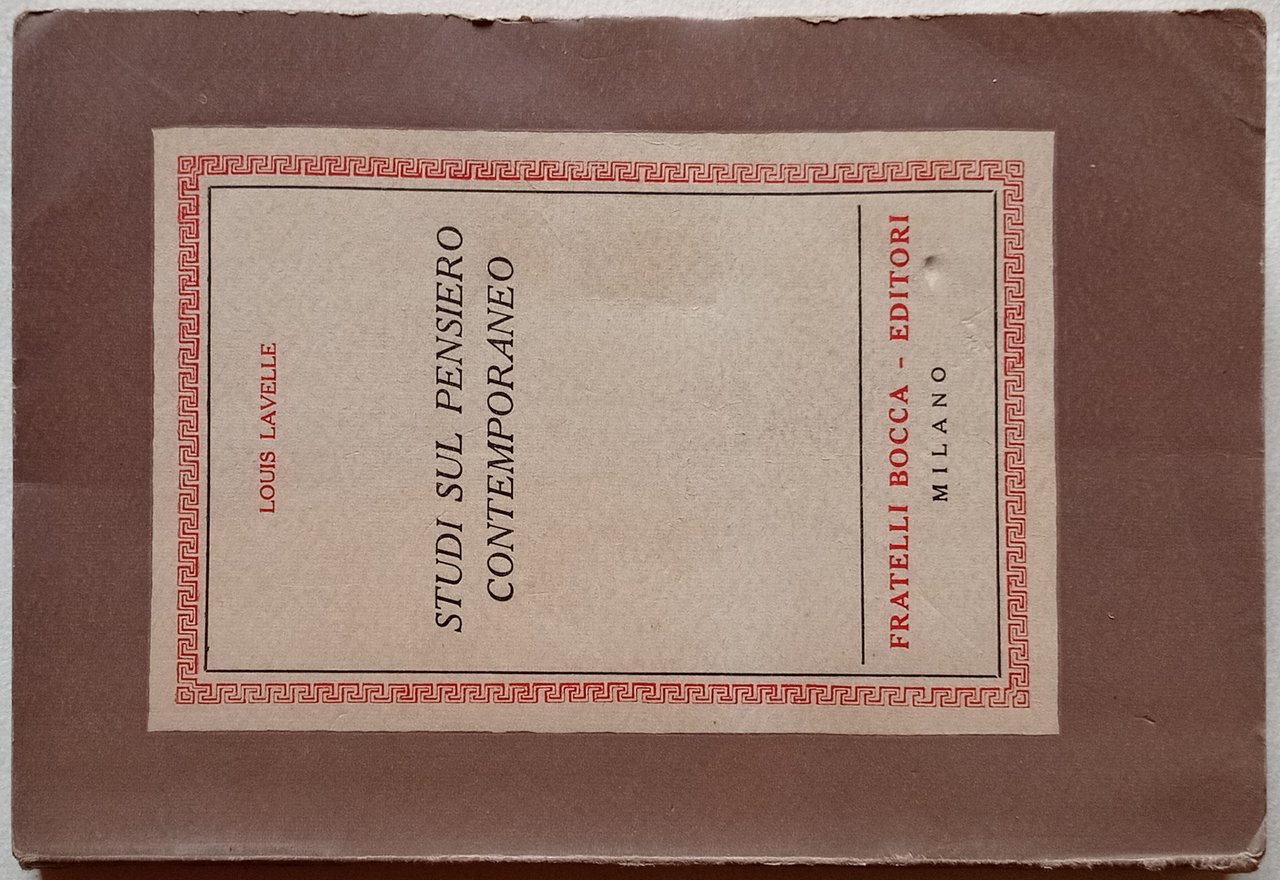 LOUIS LAVELLE
STUDI SUL PENSIERO
CONTEMPORANEO
FRATELLI BOCCA - EDITORI
MILANO